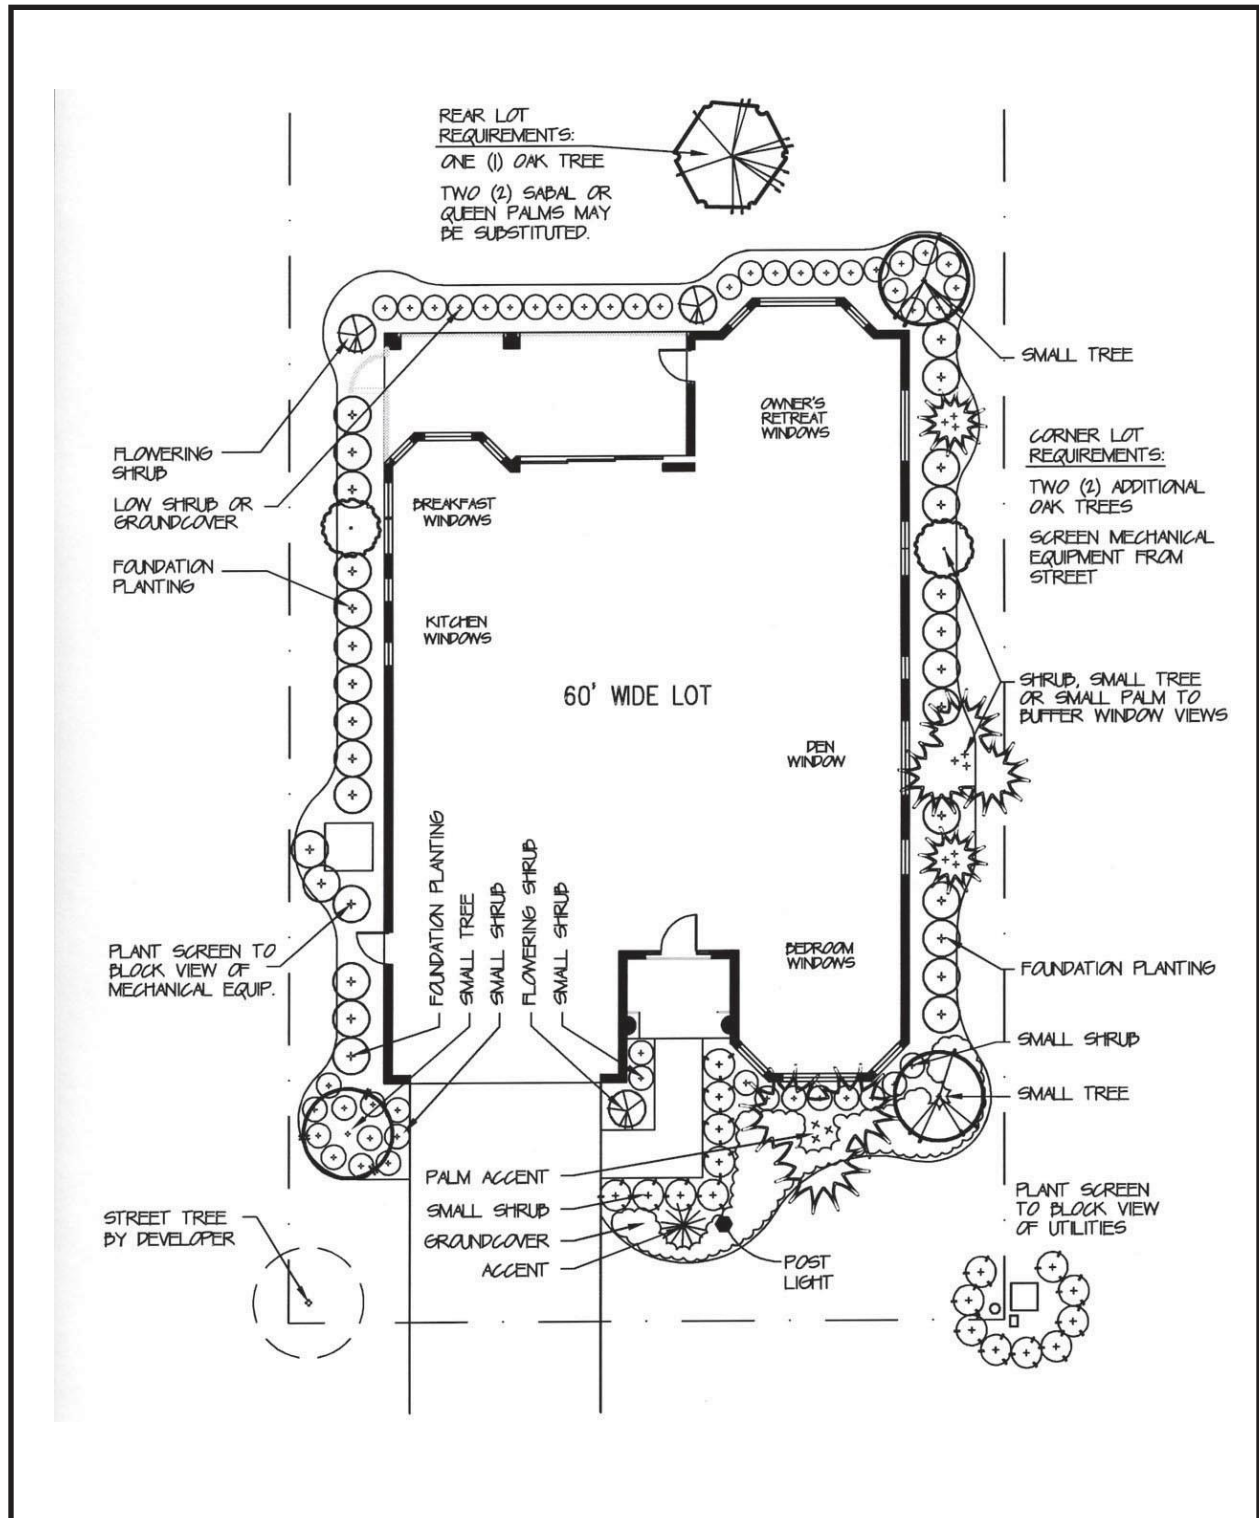 REAR LOT
REQUIREMENTS:
ONE (1) OAK TREE
TWO (2) SABAL OR
QUEEN PALMS MAY
BE SUBSTITUTED.
SMALL TREE
OWNER'S
RETREAT
WINDOWS
CORNER LOT
REQUIREMENTS:
TWO (2) ADDITIONAL
OAK TREES
SCREEN MECHANICAL
EQUIPMENT FROM
STREET
FLOWERING
SHRUB
LOW SHRUB OR
GROUNDCOVER
BREAKFAST
WINDOWS
FOUNDATION
PLANTING
KITCHEN
WINDOWS
60' WIDE LOT
SHRUB, SMALL TREE
OR SMALL PALM TO
BUFFER WINDOW VIEWS
DEN
WINDOW
FOUNDATION PLANTING
SMALL TREE
SMALL SHRUB
FLOWERING SHRUB
SMALL SHRUB
PLANT SCREEN TO
BLOCK VIEW OF
MECHANICAL EQUIP.
BEDROOM
WINDOWS
FOUNDATION PLANTING
SMALL SHRUB
SMALL TREE
PALM ACCENT
SMALL SHRUB
GROUNDCOVER
ACCENT
POST
LIGHT
PLANT SCREEN
TO BLOCK VIEW
OF UTILITIES
STREET TREE
BY DEVELOPER